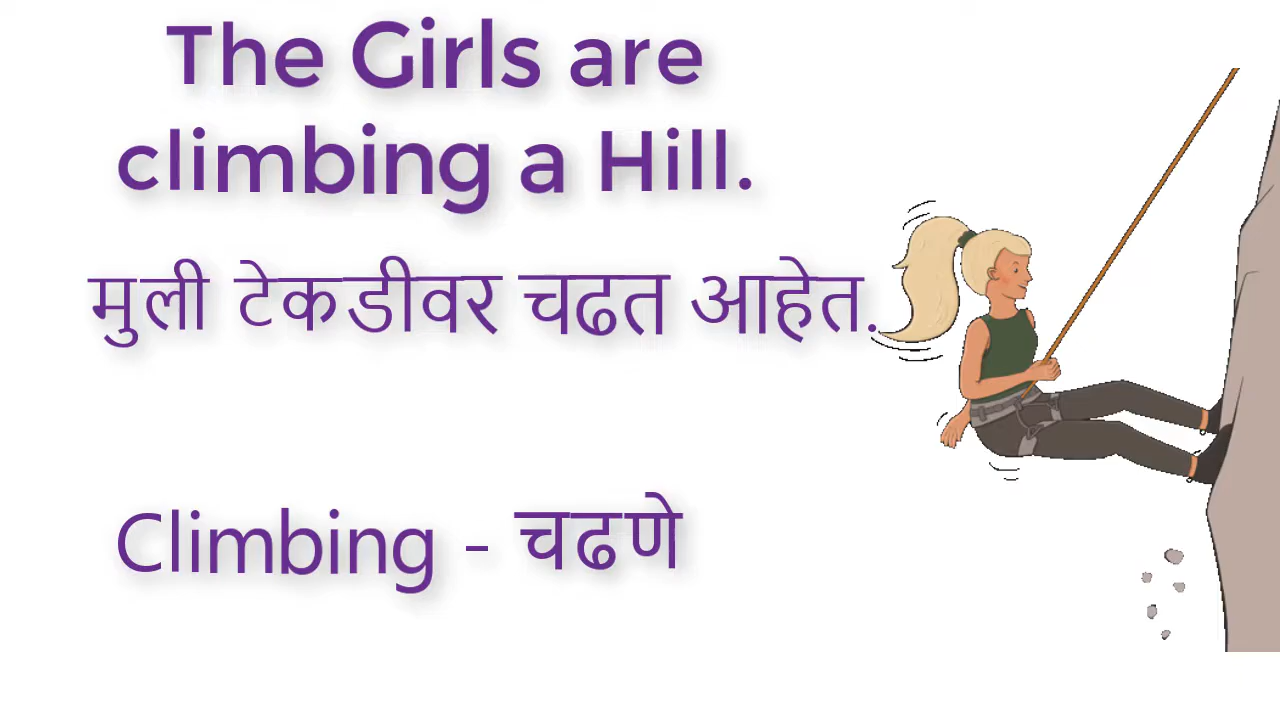 The Girls are
climbing a Hill.
मुली टेकडीवर चढत आहेत.
Climbing - चढणे